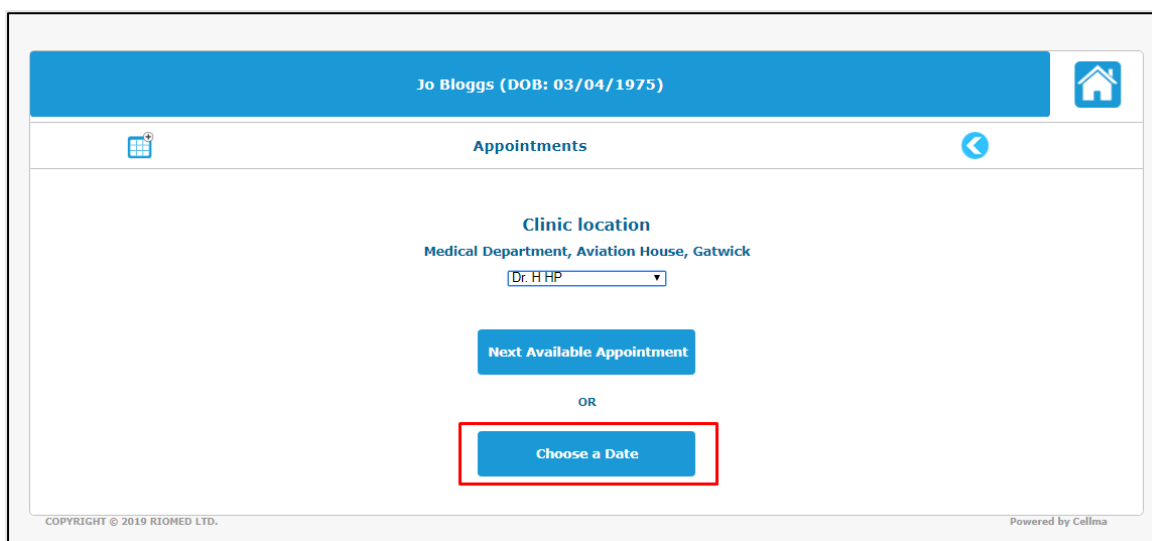 Jo Bloggs (DOB: 03/04/1975)
Appointments
Clinic location
Medical Department, Aviation House, Gatwick
Dr. H HP
Next Available Appointment
OR
Choose a Date
COPYRIGHT © 2019 RIOMED LTD.
Powered by Cellma